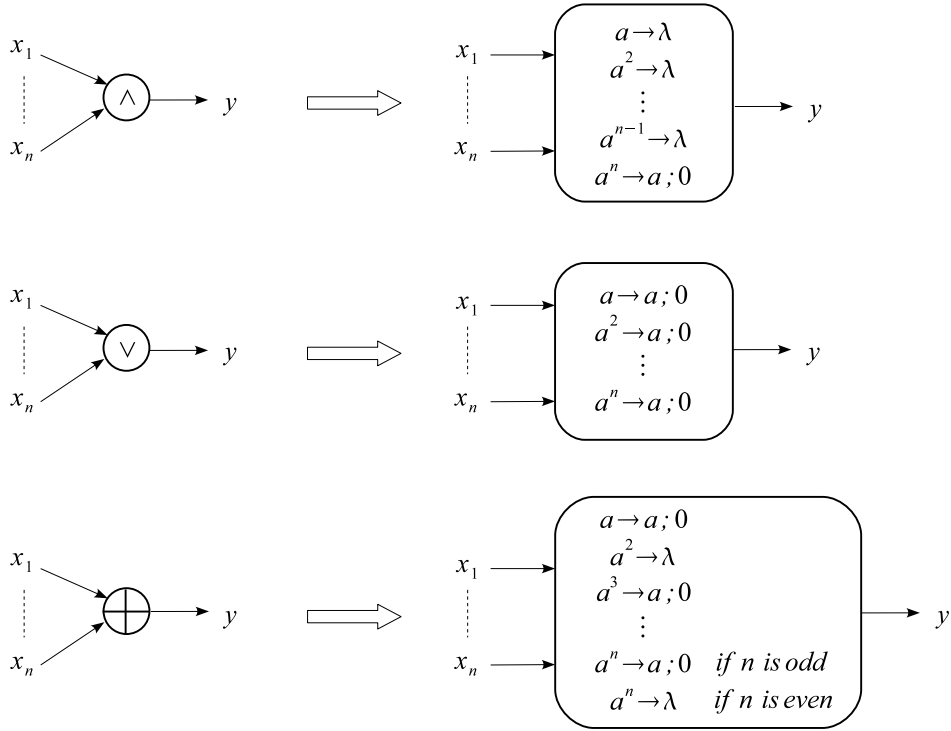 x₁
xₙ
∧
y
x₁
xₙ
a→λ
a²→λ
⋮
aⁿ⁻¹→λ
aⁿ→a;0
y
x₁
xₙ
∨
y
x₁
xₙ
a→a;0
a²→a;0
⋮
aⁿ→a;0
y
x₁
xₙ
y
x₁
xₙ
a→a;0
a²→λ
a³→a;0
⋮
aⁿ→a;0 if n is odd
aⁿ→λ if n is even
y